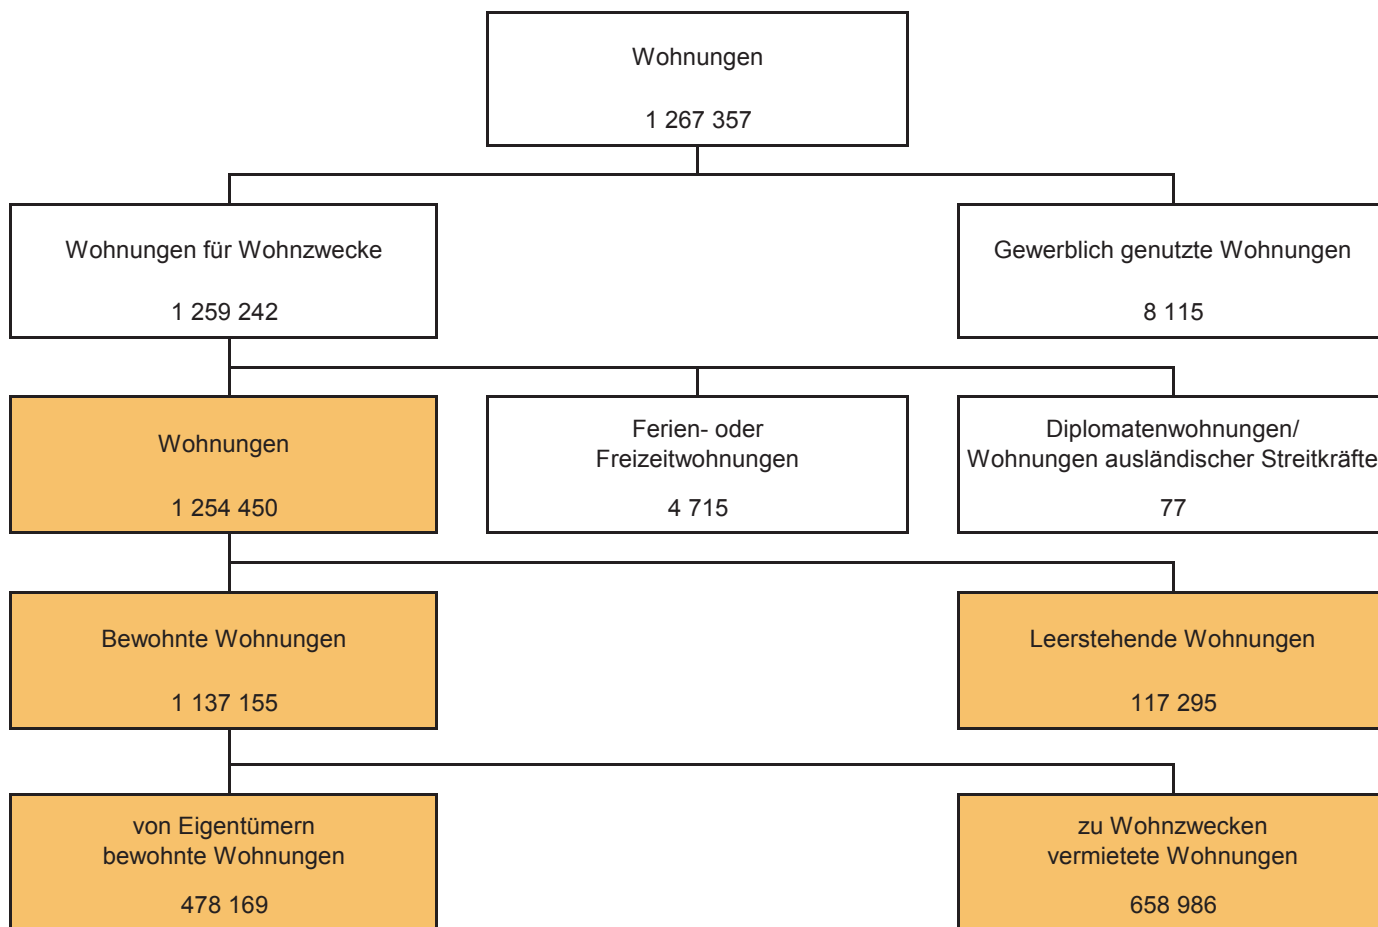 Wohnungen
1 267 357
Wohnungen für Wohnzwecke
1 259 242
Gewerblich genutzte Wohnungen
8 115
Wohnungen
1 254 450
Ferien- oder
Freizeitwohnungen
4 715
Diplomatenwohnungen/
Wohnungen ausländischer Streitkräfte
77
Bewohnte Wohnungen
1 137 155
Leerstehende Wohnungen
117 295
von Eigentümern
bewohnte Wohnungen
478 169
zu Wohnzwecken
vermietete Wohnungen
658 986